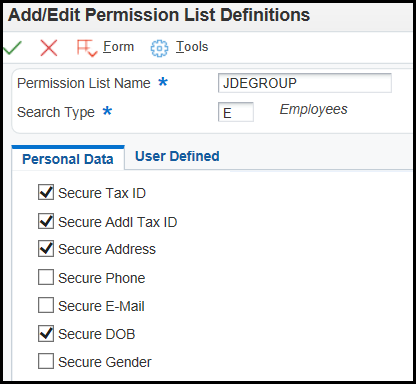 Add/Edit Permission List Definitions
Form Tools
Permission List Name * JDEGROUP
Search Type * E Employees
Personal Data User Defined
Secure Tax ID
Secure Addl Tax ID
Secure Address
Secure Phone
Secure E-Mail
Secure DOB
Secure Gender